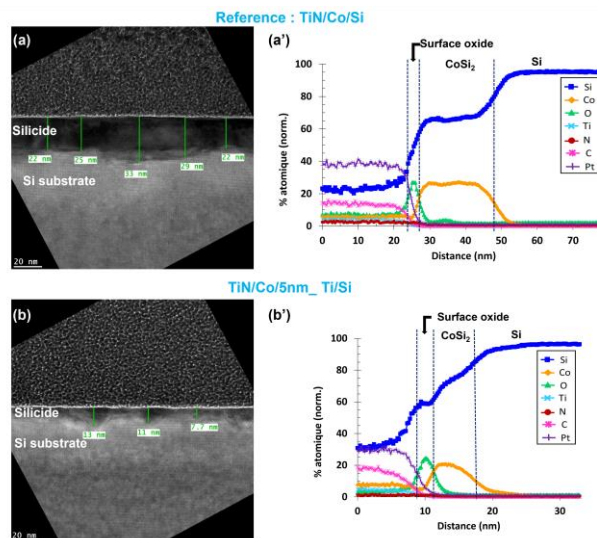 Reference : TiN/Co/Si
(a)
Silicide
22 nm
25 nm
33 nm
29 nm
22 nm
Si substrate
20 nm
(a')
Surface oxide
CoSi2
Si
% atomique (norm.)
100
80
60
40
20
0
Si
Co
O
Ti
N
C
Pt
0 10 20 30 40 50 60 70
Distance (nm)
TiN/Co/5nm_ Ti/Si
(b)
Silicide
13 nm
11 nm
7.7 nm
Si substrate
20 nm
(b')
Surface oxide
CoSi2
Si
% atomique (norm.)
100
80
60
40
20
0
Si
Co
O
Ti
N
C
Pt
0 10 20 30
Distance (nm)